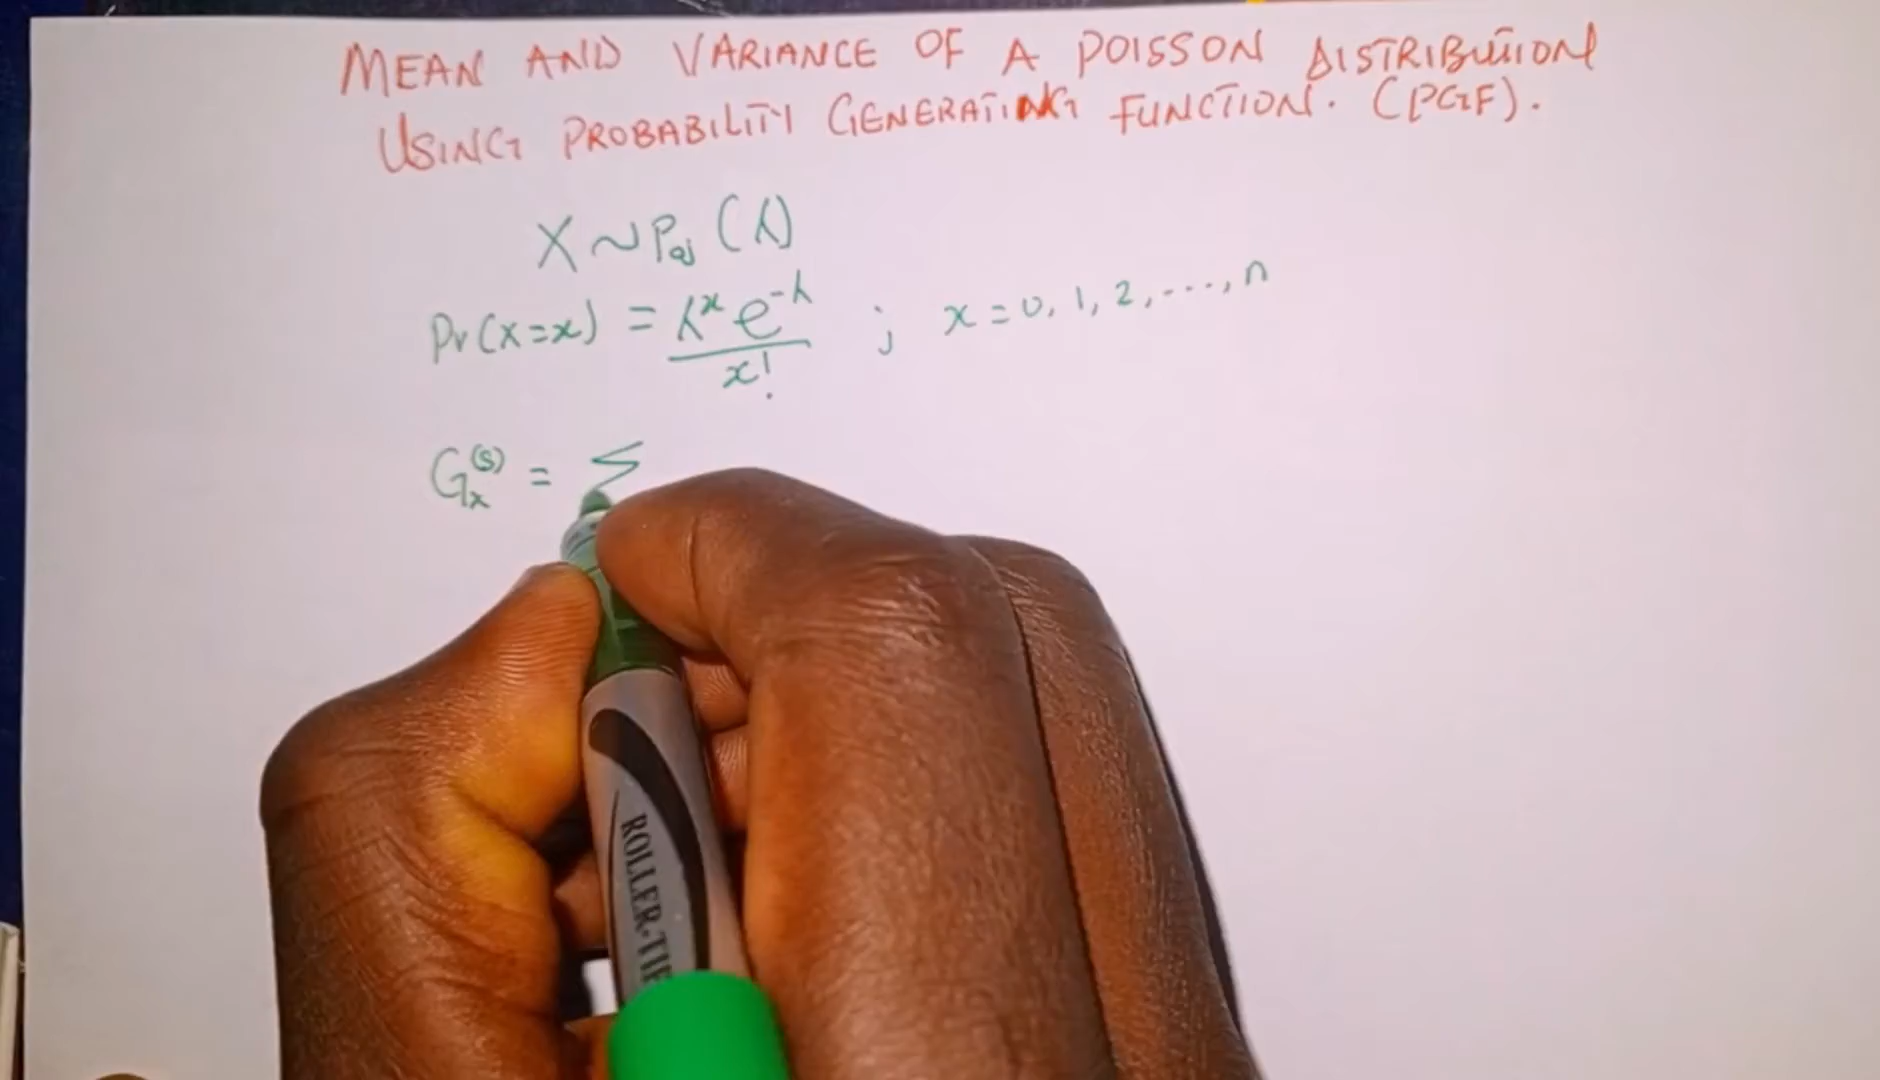 MEAN AND VARIANCE OF A POISSON DISTRIBUTION
USING PROBABILITY GENERATING FUNCTION. (PGF).
X ~ Poi (λ)
Pr(X=x) = λ^x e^-λ / x! ; x = 0, 1, 2, ..., n
G_x^(s) = Σ
ROLLER-TIP